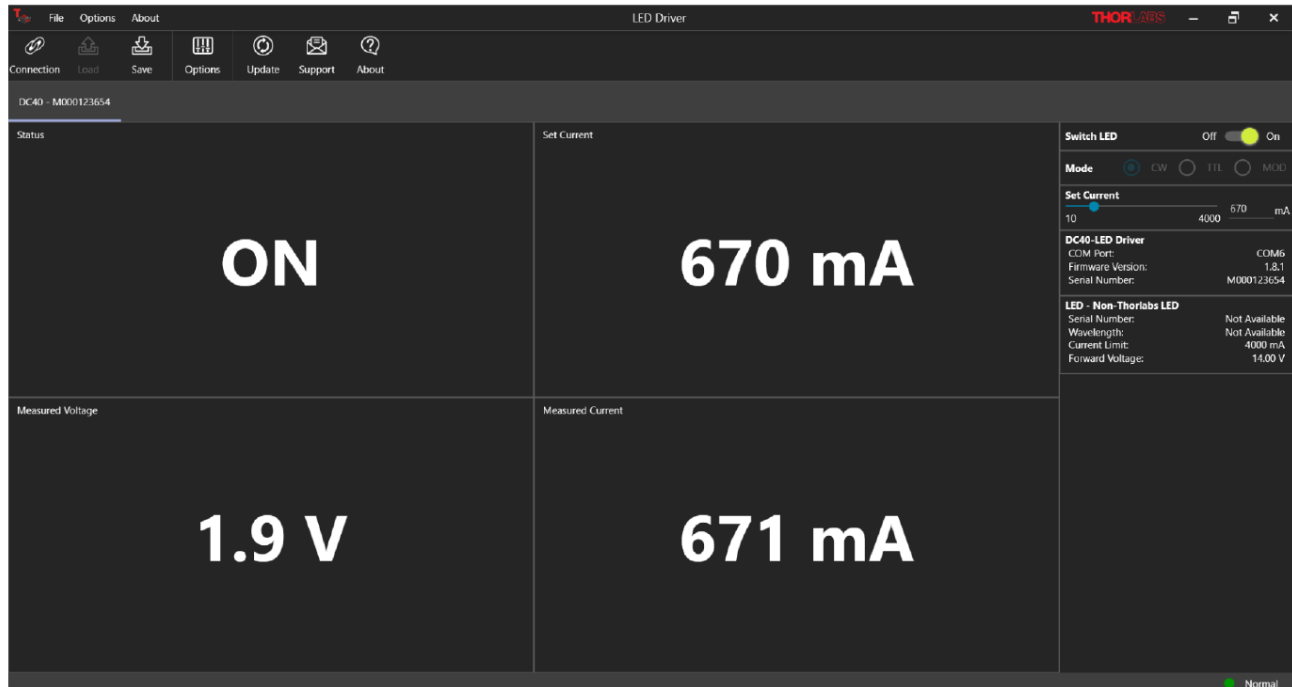 File Options About LED Driver THORLABS
Connection Load Save Options Update Support About
DC40 - M000123654
Status
ON
Set Current
670 mA
Measured Voltage
1.9 V
Measured Current
671 mA
Switch LED Off On
Mode CW TTL MOD
Set Current
10 4000 670 mA
DC40-LED Driver
COM Port: COM6
Firmware Version: 1.8.1
Serial Number: M000123654
LED - Non-Thorlabs LED
Serial Number: Not Available
Wavelength: Not Available
Current Limit: 4000 mA
Forward Voltage: 14.00 V
Normal